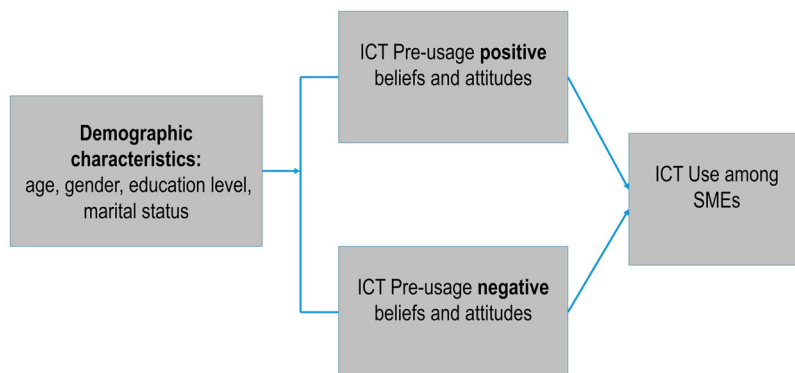 ICT Pre-usage positive
beliefs and attitudes
Demographic
characteristics:
age, gender, education level,
marital status
ICT Use among
SMEs
ICT Pre-usage negative
beliefs and attitudes